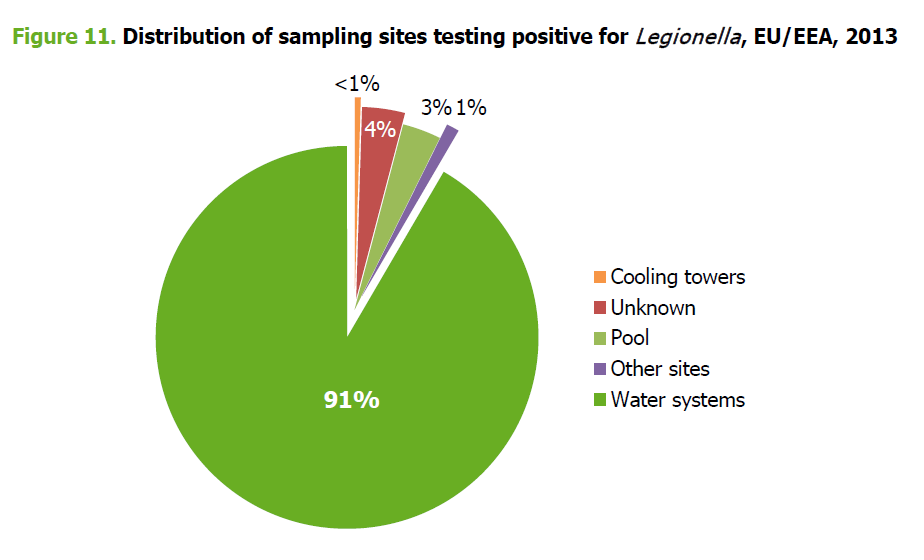 Figure 11. Distribution of sampling sites testing positive for Legionella, EU/EEA, 2013
<1%
3% 1%
4%
Cooling towers
Unknown
Pool
Other sites
Water systems
91%